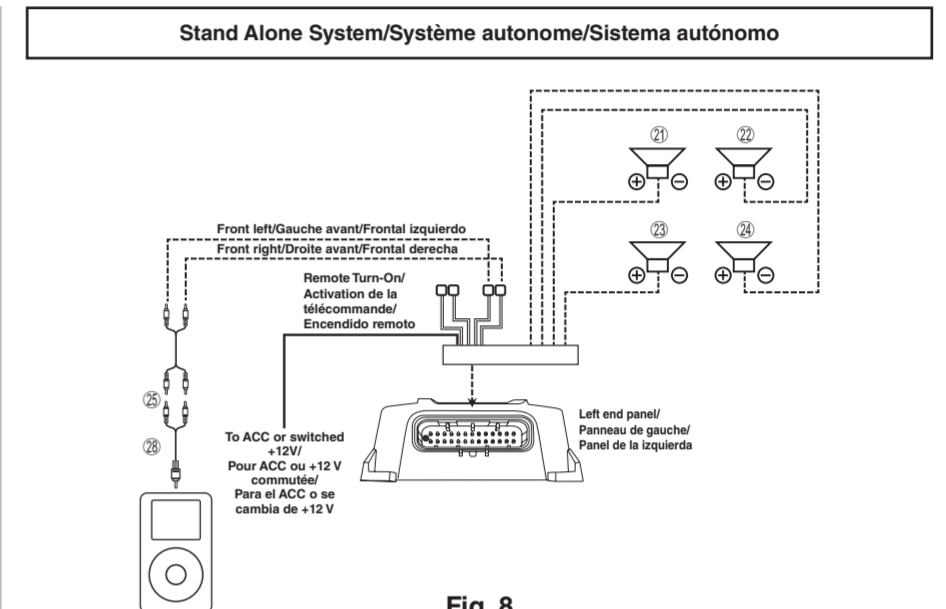 Stand Alone System/Système autonome/Sistema autónomo
㉑
㉒
⊕
⊖
⊕
⊖
㉓
㉔
⊕
⊖
⊕
⊖
Front left/Gauche avant/Frontal izquierdo
Front right/Droite avant/Frontal derecha
Remote Turn-On/
Activation de la
télécommande/
Encendido remoto
㉕
㉘
To ACC or switched
+12V/
Pour ACC ou +12 V
commutée/
Para el ACC o se
cambia de +12 V
Left end panel/
Panneau de gauche/
Panel de la izquierda
Fig. 8